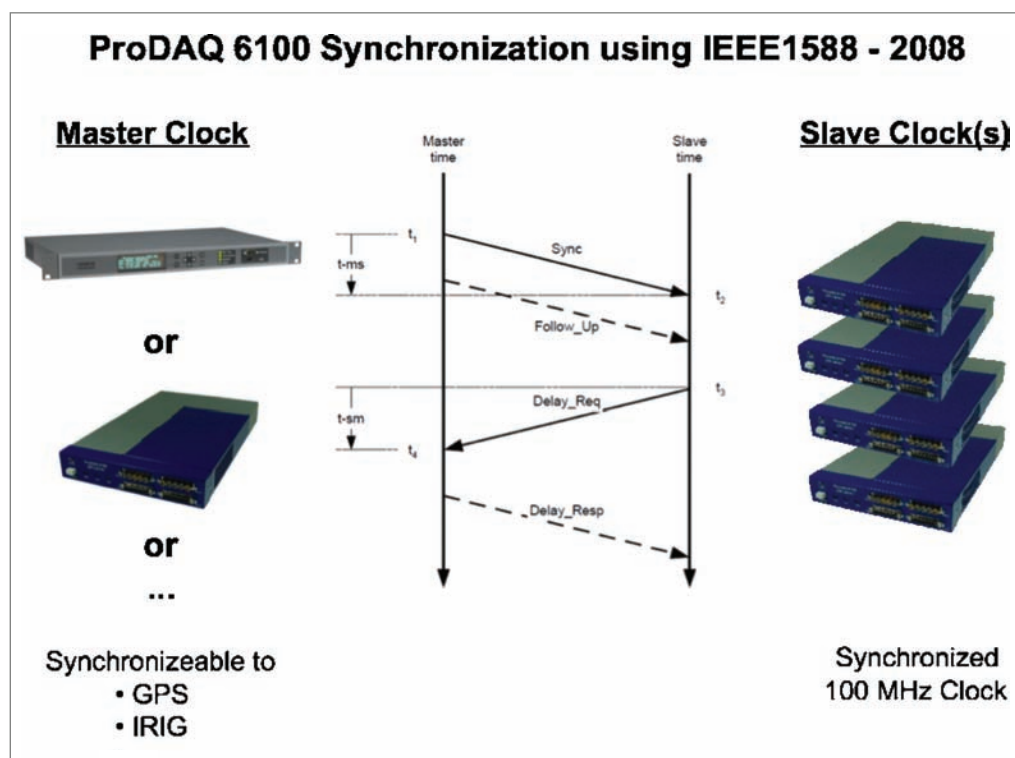 ProDAQ 6100 Synchronization using IEEE1588 - 2008
Master Clock
Master
time
Slave
time
Slave Clock(s)
t1
Sync
t-ms
t2
Follow_Up
or
t3
Delay_Req
t-sm
t4
Delay_Resp
or
...
Synchronizeable to
• GPS
• IRIG
Synchronized
100 MHz Clock